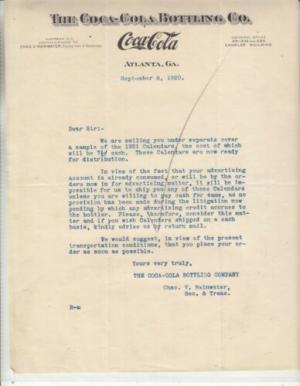 THE COCA-COLA BOTTLING CO.
Coca-Cola
ATLANTA, GA.
GENERAL OFFICE
CANDLER BUILDING
September 8, 1920.
Dear Sir:-
We are mailing you under separate cover
a sample of the 1921 Calendars, the cost of which
will be each. These Calendars are now ready
for distribution.
In view of the fact that your advertising
account is already consumed, or will be by the or-
ders now in for advertising matter, it will be im-
possible for us to ship you any of these Calendars
unless you are willing to pay cash for same, as no
provision has been made during the litigation now
pending by which any advertising credit accrues to
the bottler. Please, therefore, consider this mat-
ter and if you wish Calendars shipped on a cash
basis, kindly advise us by return mail.
We would suggest, in view of the present
transportation conditions, that you place your or-
der as soon as possible.
Yours very truly,
THE COCA-COLA BOTTLING COMPANY
Chas. V. Rainwater,
Sec. & Treas.
R-m